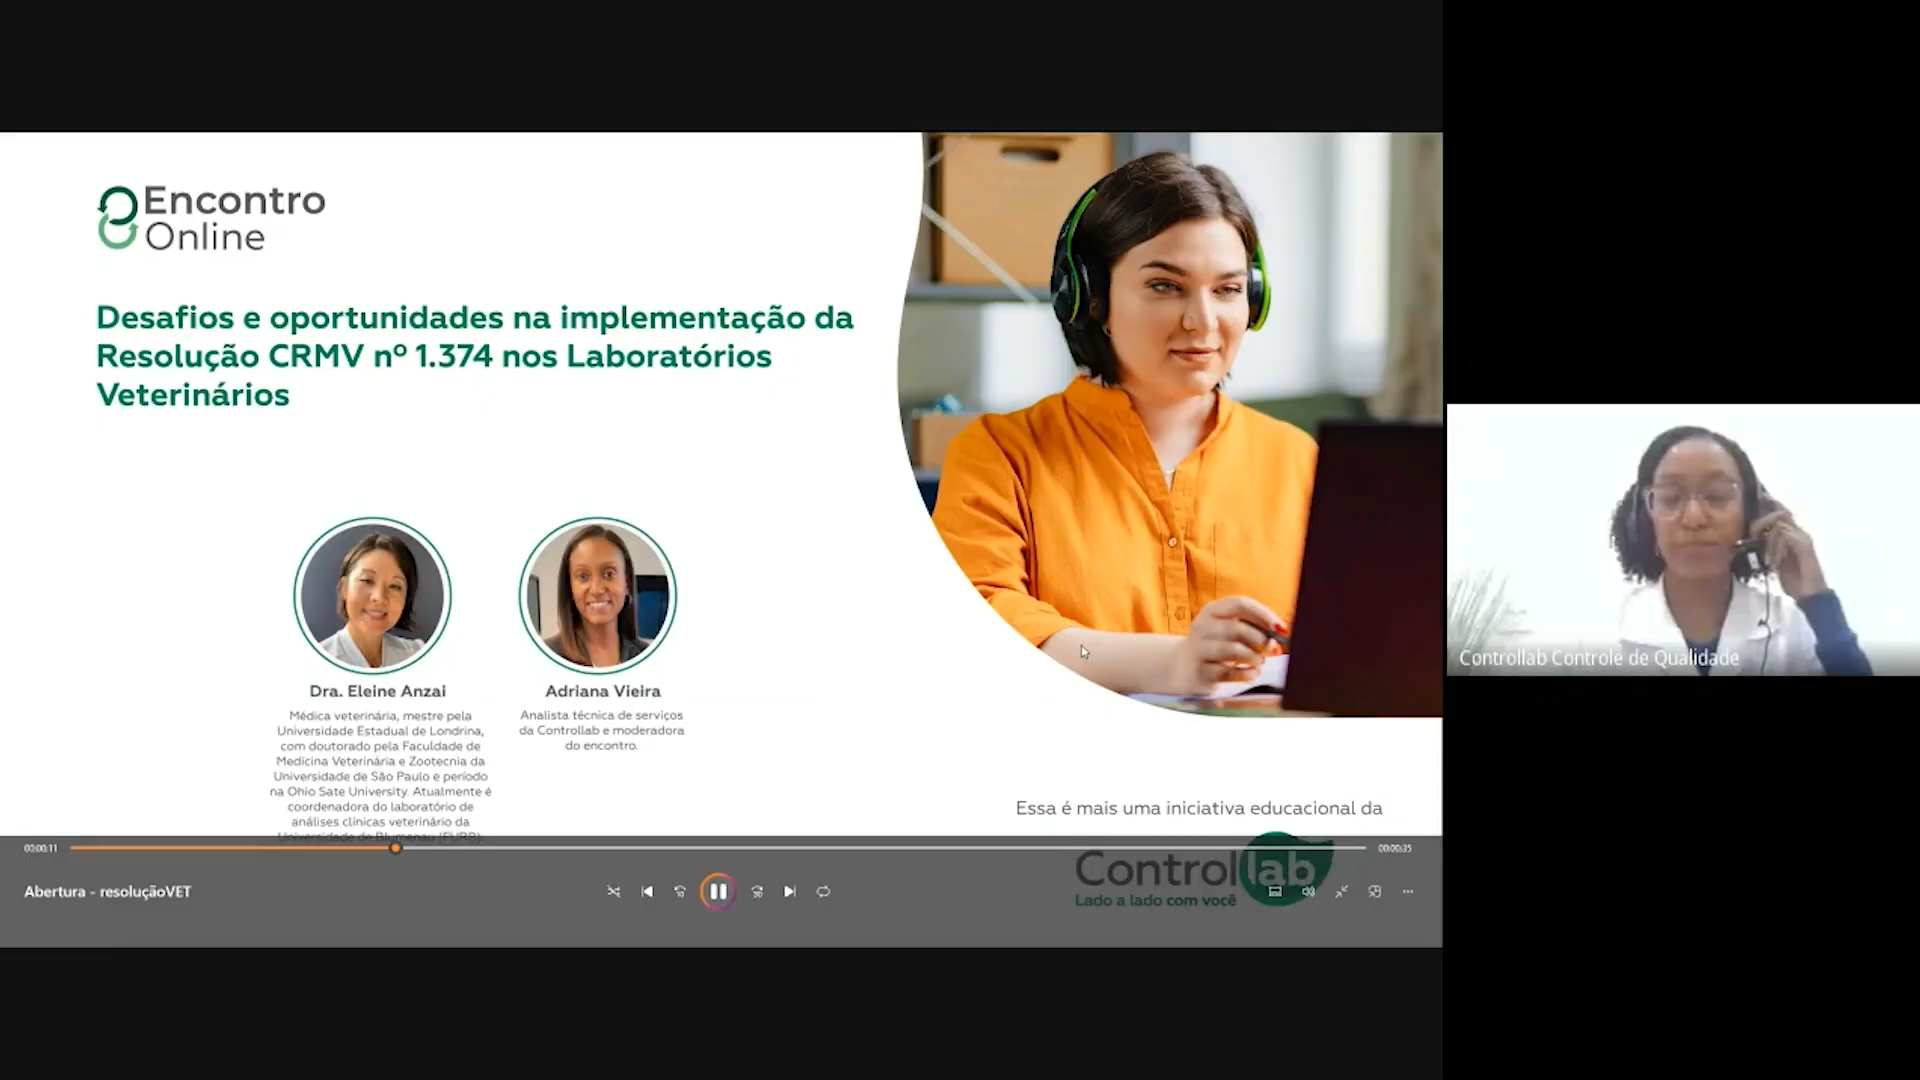 Encontro
Online
Desafios e oportunidades na implementação da
Resolução CRMV nº 1.374 nos Laboratórios
Veterinários
Dra. Eleine Anzai
Médica veterinária, mestre pela
Universidade Estadual de Londrina,
com doutorado pela Faculdade de
Medicina Veterinária e Zootecnia da
Universidade de São Paulo e período
na Ohio Sate University. Atualmente é
coordenadora do laboratório de
análises clínicas veterinário da
Universidade de Blumenau (FURB).
Adriana Vieira
Analista técnica de serviços
da Controllab e moderadora
do encontro.
Essa é mais uma iniciativa educacional da
Controllab
Lado a lado com você
00:00:11
00:00:35
Abertura - resoluçãoVET
Controllab Controle de Qualidade